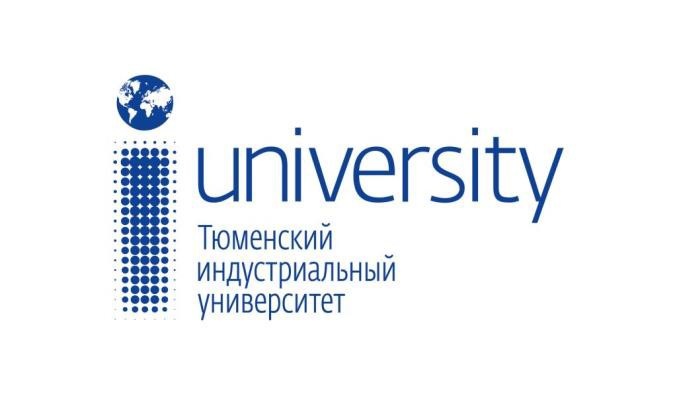 i university
Тюменский
индустриальный
университет